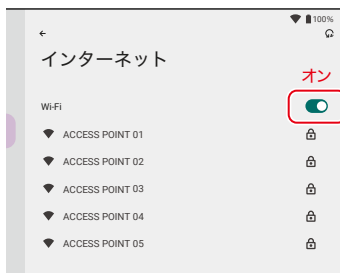 100%
インターネット
オン
Wi-Fi
ACCESS POINT 01
ACCESS POINT 02
ACCESS POINT 03
ACCESS POINT 04
ACCESS POINT 05